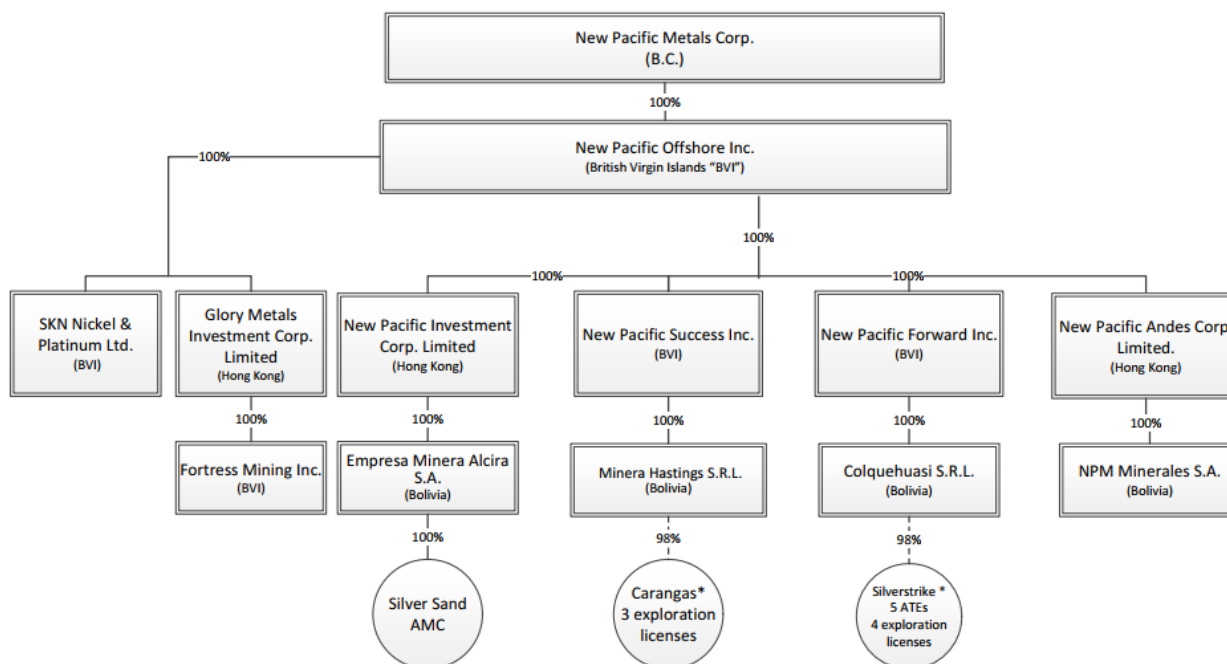 New Pacific Metals Corp.
(B.C.)
100%
New Pacific Offshore Inc.
(British Virgin Islands "BVI")
100%
100%
100%
100%
SKN Nickel &
Platinum Ltd.
(BVI)
Glory Metals
Investment Corp.
Limited
(Hong Kong)
New Pacific Investment
Corp. Limited
(Hong Kong)
New Pacific Success Inc.
(BVI)
New Pacific Forward Inc.
(BVI)
New Pacific Andes Corp
Limited.
(Hong Kong)
100%
100%
100%
100%
100%
Fortress Mining Inc.
(BVI)
Empresa Minera Alcira
S.A.
(Bolivia)
Minera Hastings S.R.L.
(Bolivia)
Colquehuasi S.R.L.
(Bolivia)
NPM Minerales S.A.
(Bolivia)
100%
98%
98%
Silver Sand
AMC
Carangas*
3 exploration
licenses
Silverstrike *
5 ATEs
4 exploration
licenses